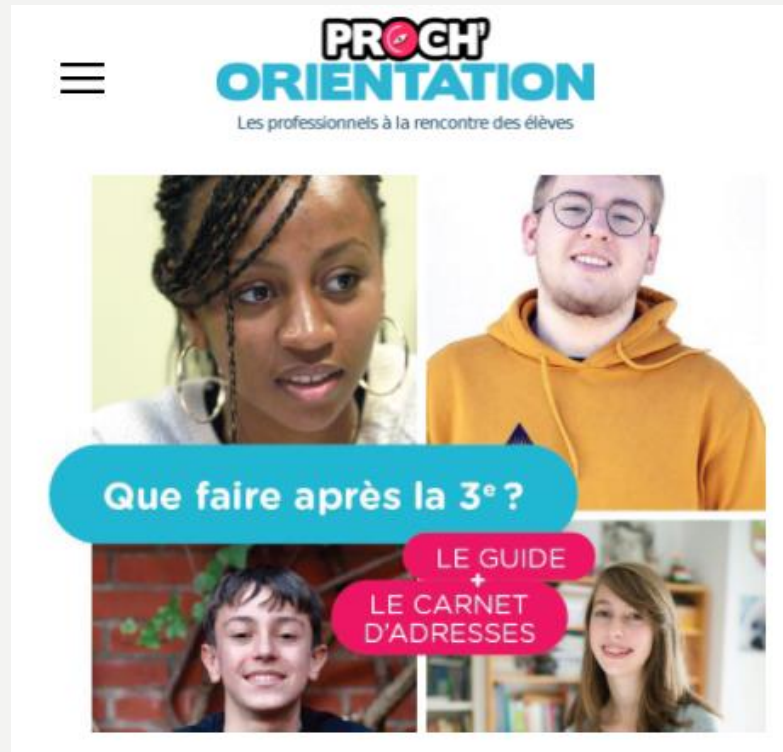 PROCH'
ORIENTATION
Les professionnels à la rencontre des élèves
Que faire après la 3e ?
LE GUIDE
+
LE CARNET
D'ADRESSES